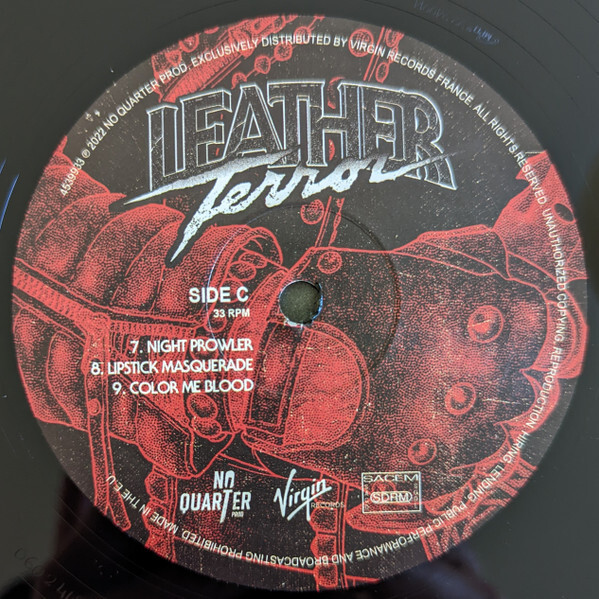 4539933 ℗ 2022 NO QUARTER PROD. EXCLUSIVELY DISTRIBUTED BY VIRGIN RECORDS FRANCE. ALL RIGHTS RESERVED. UNAUTHORIZED COPYING, REPRODUCTION, HIRING, LENDING, PUBLIC PERFORMANCE AND BROADCASTING PROHIBITED. MADE IN THE E.U
LEATHER
Terror
SIDE C
33 RPM
7. NIGHT PROWLER
8. LIPSTICK MASQUERADE
9. COLOR ME BLOOD
NO
QUARTER
PROD
Virgin
RECORDS
SACEM
SDRM